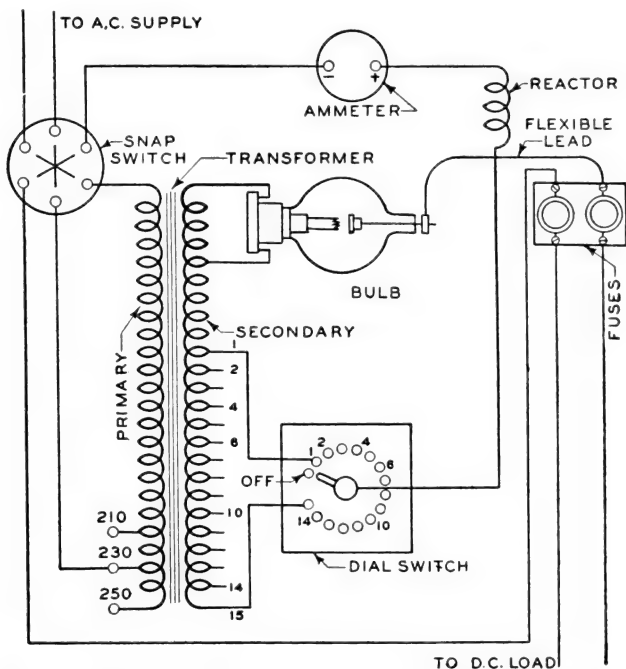 TO A.C. SUPPLY
- +
AMMETER
REACTOR
FLEXIBLE
LEAD
SNAP
SWITCH
TRANSFORMER
BULB
FUSES
PRIMARY
SECONDARY
1
2
4
6
10
14
15
210
230
250
OFF
1
2
4
6
10
14
DIAL SWITCH
TO D.C. LOAD